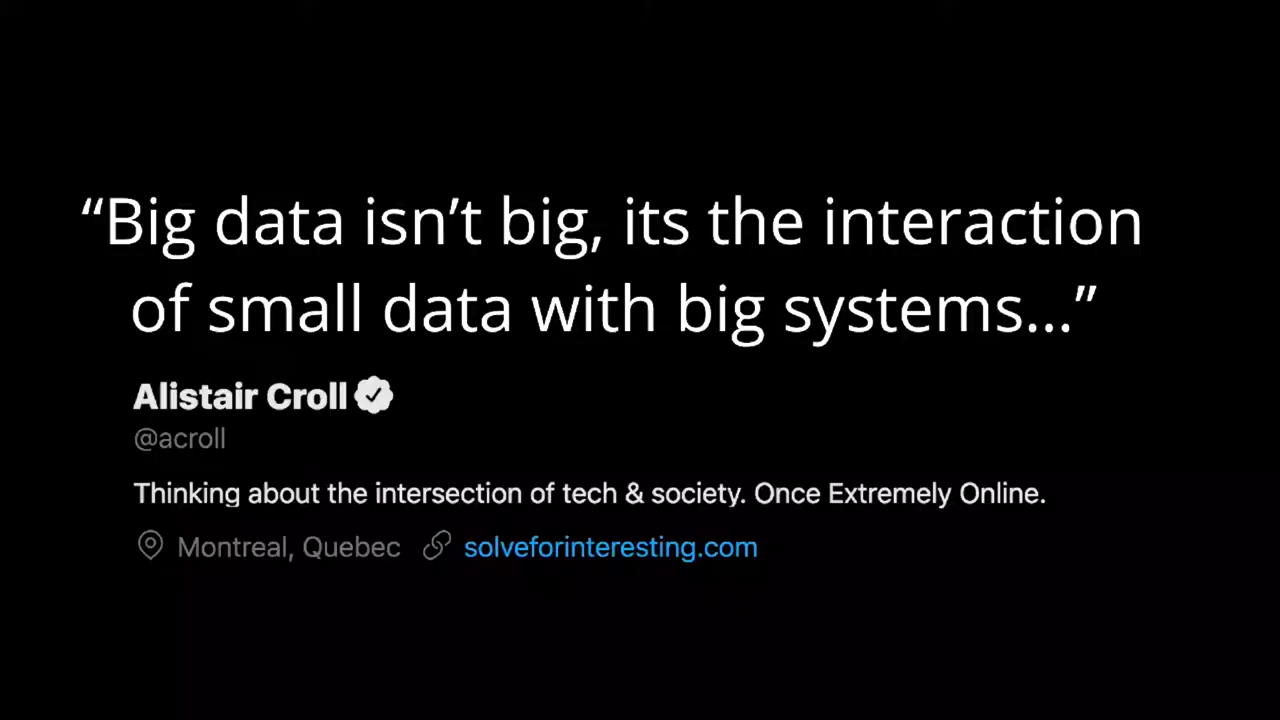 “Big data isn’t big, its the interaction
of small data with big systems...”
Alistair Croll
@acroll
Thinking about the intersection of tech & society. Once Extremely Online.
Montreal, Quebec solveforinteresting.com